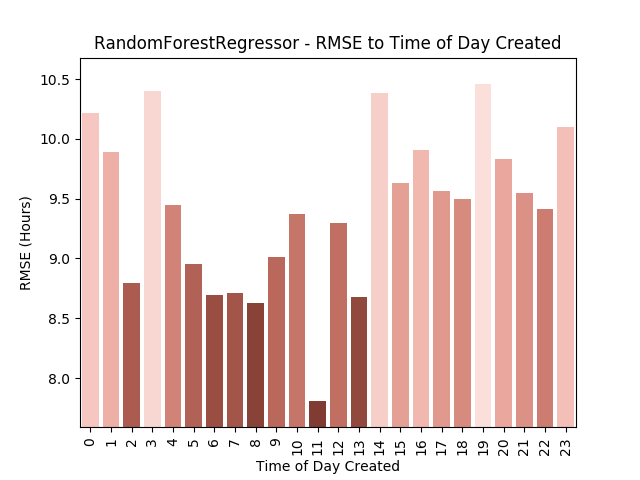 RandomForestRegressor - RMSE to Time of Day Created
RMSE (Hours)
10.5
10.0
9.5
9.0
8.5
8.0
0 1 2 3 4 5 6 7 8 9 10 11 12 13 14 15 16 17 18 19 20 21 22 23
Time of Day Created